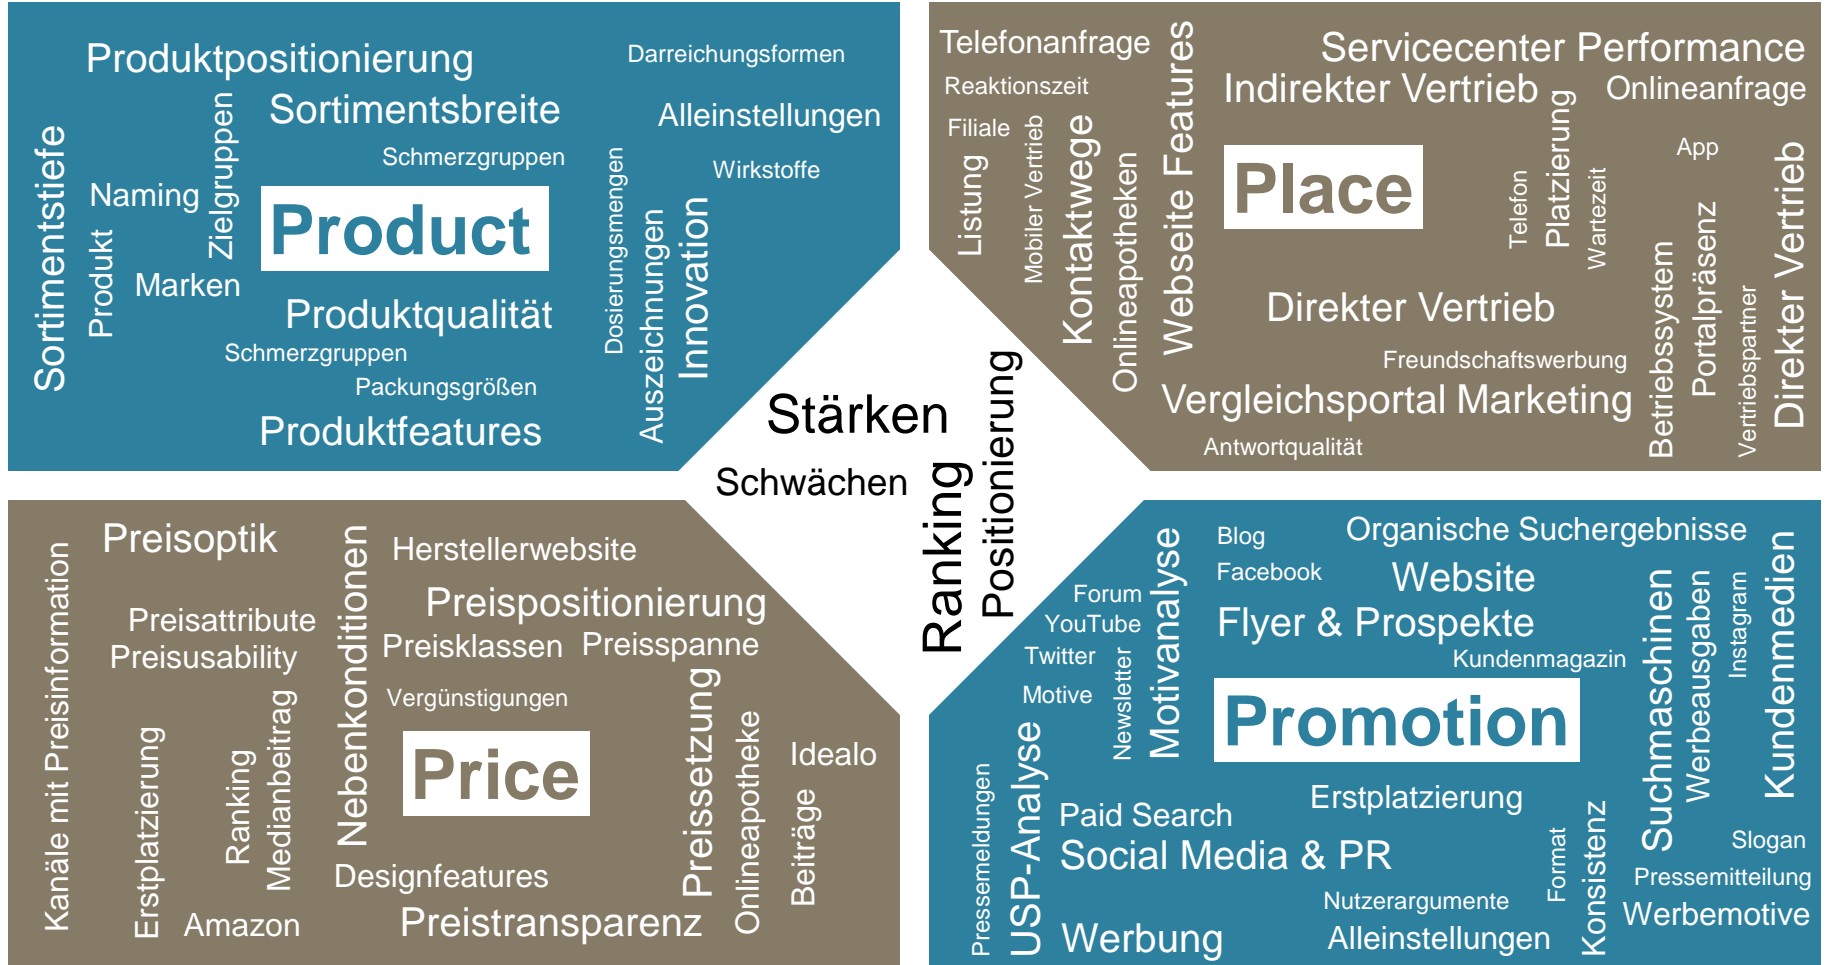 Produktpositionierung
Darreichungsformen
Sortimentsbreite
Alleinstellungen
Schmerzgruppen
Wirkstoffe
Sortimentstiefe
Naming
Zielgruppen
Product
Dosierungsmengen
Auszeichnungen
Innovation
Produkt
Marken
Produktqualität
Schmerzgruppen
Packungsgrößen
Produktfeatures
Telefonanfrage
Reaktionszeit
Filiale
Listung
Mobiler Vertrieb
Kontaktwege
Onlineapotheken
Webseite Features
Servicecenter Performance
Indirekter Vertrieb
Onlineanfrage
Place
Telefon
Platzierung
Wartezeit
App
Direkter Vertrieb
Freundschaftswerbung
Vergleichsportal Marketing
Antwortqualität
Betriebssystem
Portalpräsenz
Vertriebspartner
Direkter Vertrieb
Stärken
Schwächen
Ranking
Positionierung
Kanäle mit Preisinformation
Preisoptik
Nebenkonditionen
Herstellerwebsite
Preispositionierung
Preisattribute
Preisusability
Preisklassen
Preisspanne
Vergünstigungen
Erstplatzierung
Ranking
Medianbeitrag
Price
Preissetzung
Onlineapotheke
Idealo
Beiträge
Designfeatures
Amazon
Preistransparenz
Blog
Organische Suchergebnisse
Facebook
Website
Forum
YouTube
Flyer & Prospekte
Twitter
Newsletter
Motivanalyse
Kundenmagazin
Motive
Promotion
Suchmaschinen
Werbeausgaben
Instagram
Kundenmedien
Pressemeldungen
USP-Analyse
Erstplatzierung
Paid Search
Social Media & PR
Format
Konsistenz
Slogan
Pressemitteilung
Nutzerargumente
Werbemotive
Werbung
Alleinstellungen